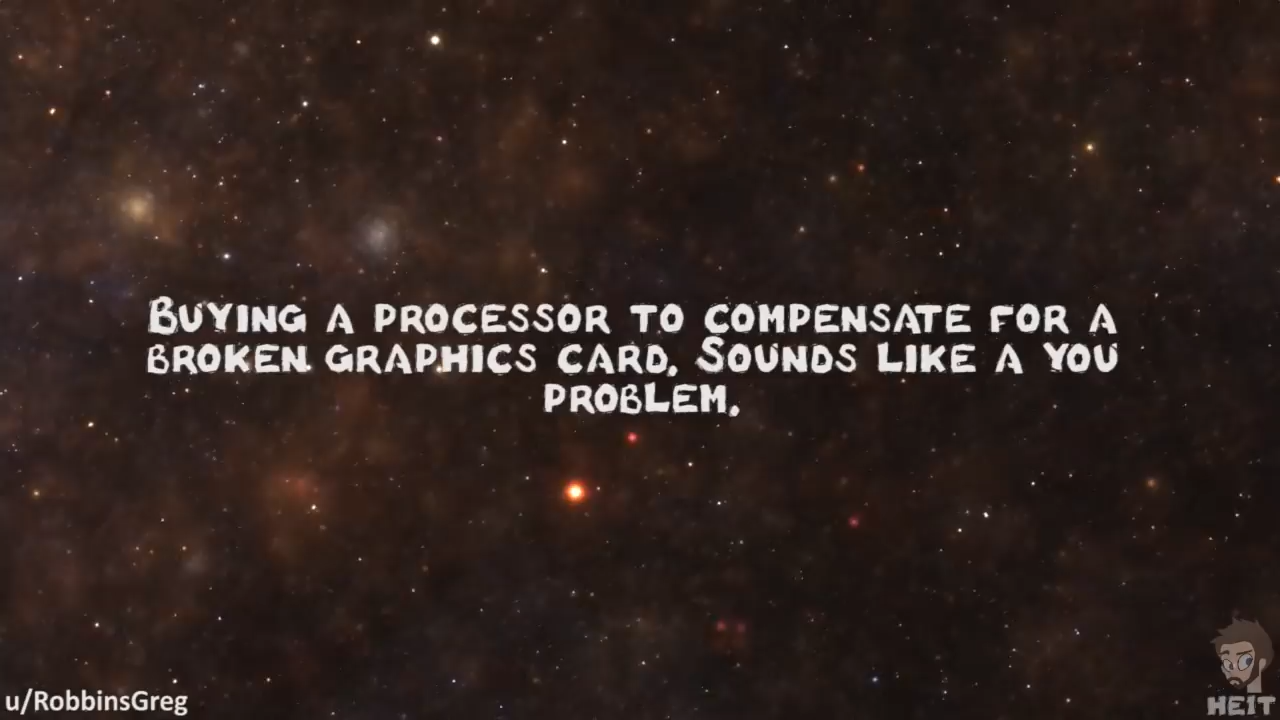 Buying a processor to compensate for a
broken graphics card. Sounds like a you
problem.
u/RobbinsGreg
HEIT